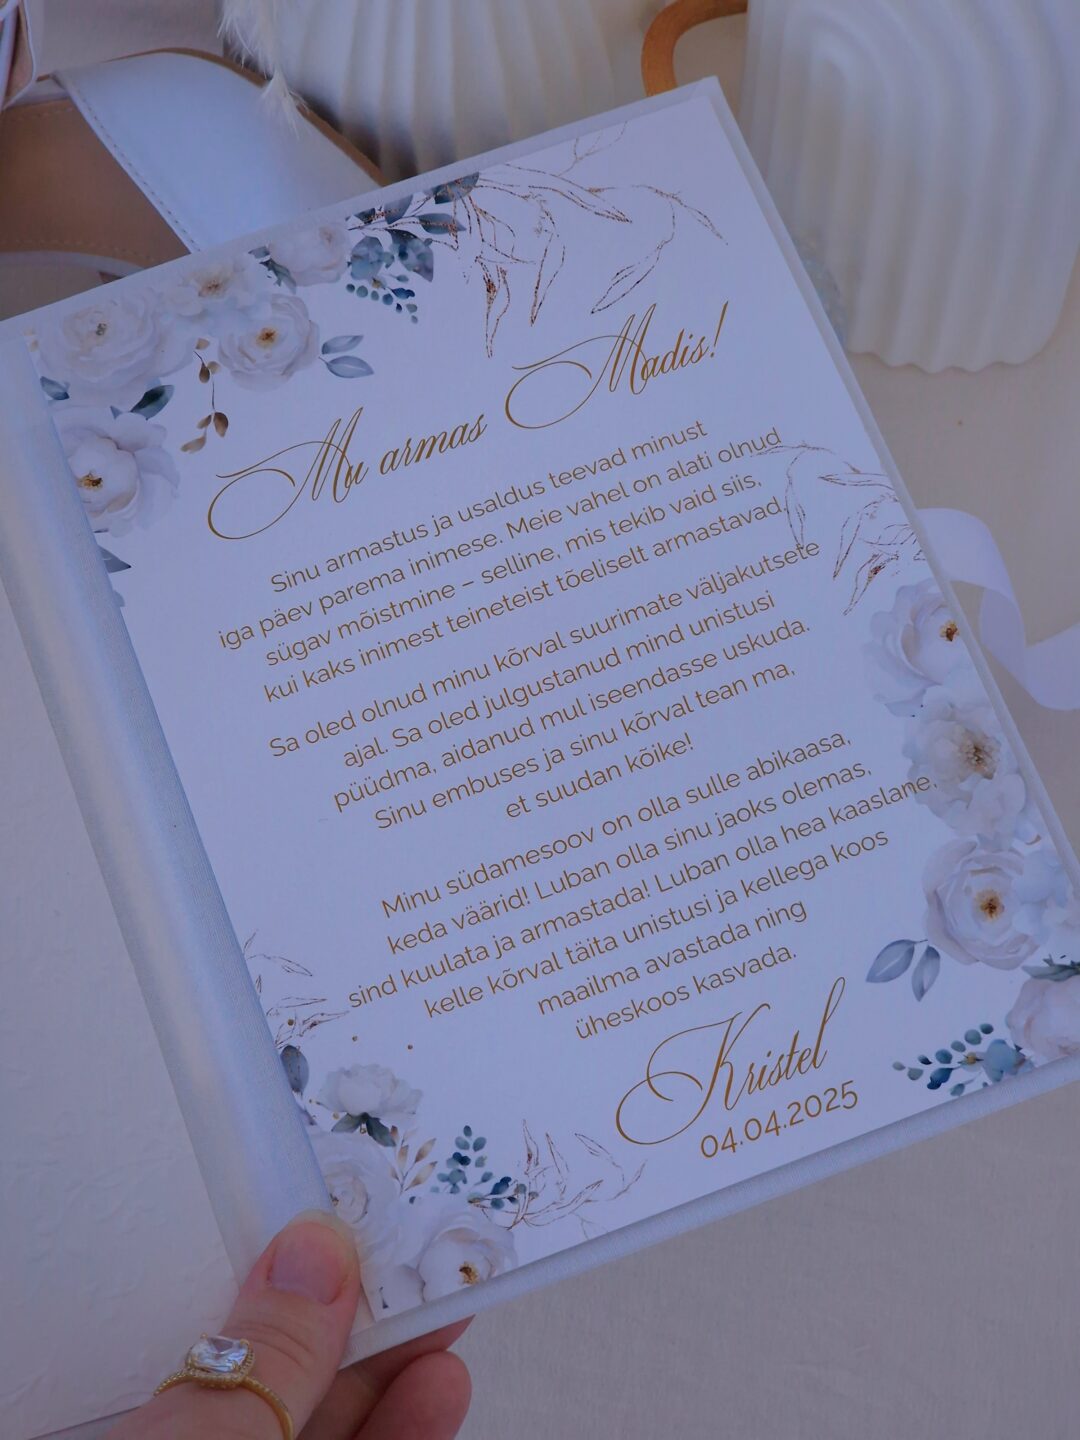 Mu armas Madis!
Sinu armastus ja usaldus teevad minust
iga päev parema inimese. Meie vahel on alati olnud
sügav mõistmine – selline, mis tekib vaid siis,
kui kaks inimest teineteist tõeliselt armastavad.
Sa oled olnud minu kõrval suurimate väljakutsete
ajal. Sa oled julgustanud mind unistusi
püüdma, aidanud mul iseendasse uskuda.
Sinu embuses ja sinu kõrval tean ma,
et suudan kõike!
Minu südamesoov on olla sulle abikaasa,
keda väärid! Luban olla sinu jaoks olemas,
sind kuulata ja armastada! Luban olla hea kaaslane,
kelle kõrval täita unistusi ja kellega koos
maailma avastada ning
üheskoos kasvada.
Kristel
04.04.2025